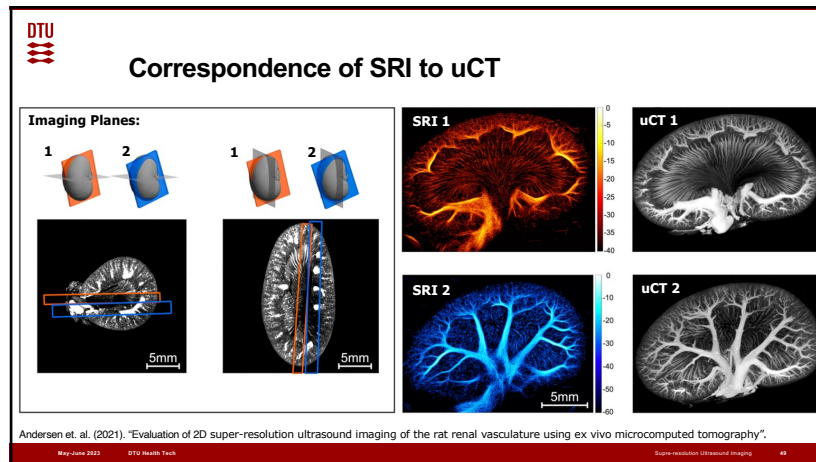 DTU
Correspondence of SRI to uCT
Imaging Planes:
1
2
1
2
5mm
5mm
SRI 1
0
-5
-10
-15
-20
-25
-30
-35
-40
uCT 1
SRI 2
5mm
0
-10
-20
-30
-40
-50
-60
uCT 2
Andersen et. al. (2021). “Evaluation of 2D super-resolution ultrasound imaging of the rat renal vasculature using ex vivo microcomputed tomography”.
May-June 2023 DTU Health Tech Supre-resolution Ultrasound Imaging 49